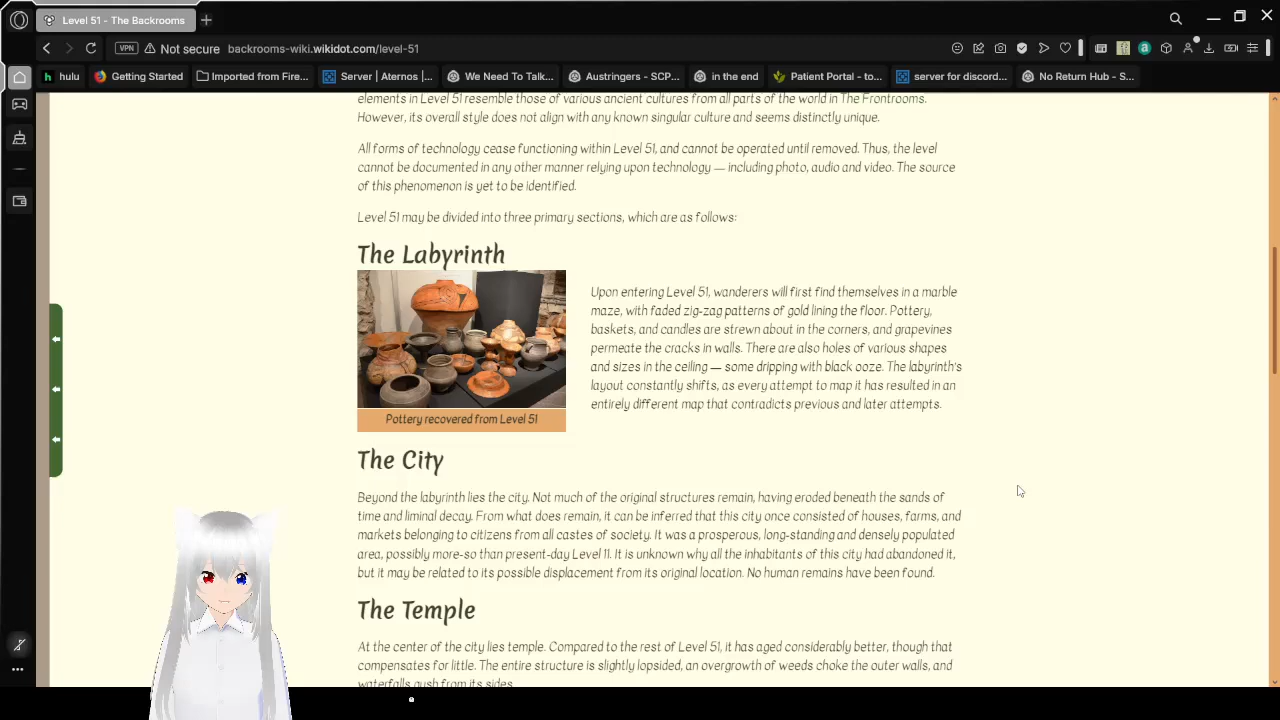 Level 51 - The Backrooms
VPN Not secure backrooms-wiki.wikidot.com/level-51
hulu Getting Started Imported from Fire... Server | Aternos |... We Need To Talk... Austringers - SCP... in the end Patient Portal - to... server for discord... No Return Hub - S...
elements in Level 51 resemble those of various ancient cultures from all parts of the world in The Frontrooms.
However, its overall style does not align with any known singular culture and seems distinctly unique.
All forms of technology cease functioning within Level 51, and cannot be operated until removed. Thus, the level
cannot be documented in any other manner relying upon technology — including photo, audio and video. The source
of this phenomenon is yet to be identified.
Level 51 may be divided into three primary sections, which are as follows:
The Labyrinth
Upon entering Level 51, wanderers will first find themselves in a marble
maze, with faded zig-zag patterns of gold lining the floor. Pottery,
baskets, and candles are strewn about in the corners, and grapevines
permeate the cracks in walls. There are also holes of various shapes
and sizes in the ceiling — some dripping with black ooze. The labyrinth's
layout constantly shifts, as every attempt to map it has resulted in an
entirely different map that contradicts previous and later attempts.
Pottery recovered from Level 51
The City
Beyond the labyrinth lies the city. Not much of the original structures remain, having eroded beneath the sands of
time and liminal decay. From what does remain, it can be inferred that this city once consisted of houses, farms, and
markets belonging to citizens from all castes of society. It was a prosperous, long-standing and densely populated
area, possibly more-so than present-day Level 11. It is unknown why all the inhabitants of this city had abandoned it,
but it may be related to its possible displacement from its original location. No human remains have been found.
The Temple
At the center of the city lies temple. Compared to the rest of Level 51, it has aged considerably better, though that
compensates for little. The entire structure is slightly lopsided, an overgrowth of weeds choke the outer walls, and
waterfalls gush from its sides.